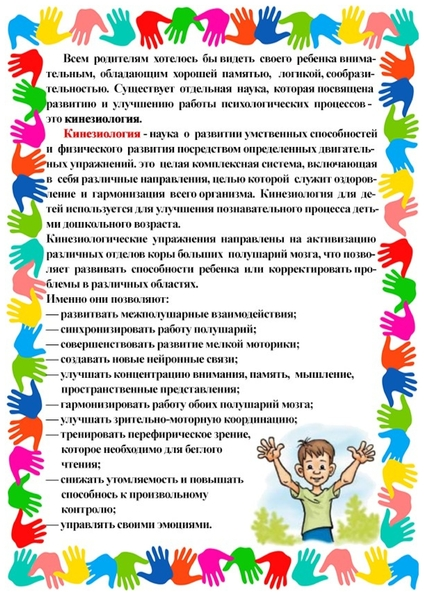 Всем родителям хотелось бы видеть своего ребенка внима-
тельным, обладающим хорошей памятью, логикой, сообрази-
тельностью. Существует отдельная наука, которая посвящена
развитию и улучшению работы психологических процессов -
это кинезиология.
Кинезиология - наука о развитии умственных способностей
и физического развития посредством определенных двигатель-
ных упражнений. это целая комплексная система, включающая
в себя различные направления, целью которой служит оздоров-
ление и гармонизация всего организма. Кинезиология для де-
тей используется для улучшения познавательного процесса деть-
ми дошкольного возраста.
Кинезиологические упражнения направлены на активизацию
различных отделов коры больших полушарий мозга, что позво-
ляет развивать способности ребенка или корректировать про-
блемы в различных областях.
Именно они позволяют:
— развитвать межполушарные взаимодействия;
— синхронизировать работу полушарий;
— совершенствовать развитие мелкой моторики;
— создавать новые нейронные связи;
— улучшать концентрацию внимания, память, мышление,
пространственные представления;
— гармонизировать работу обоих полушарий мозга;
— улучшать зрительно-моторную координацию;
— тренировать перефирическое зрение,
которое необходимо для беглого
чтения;
— снижать утомляемость и повышать
способнось к произвольному
контролю;
— управлять своими эмоциями.